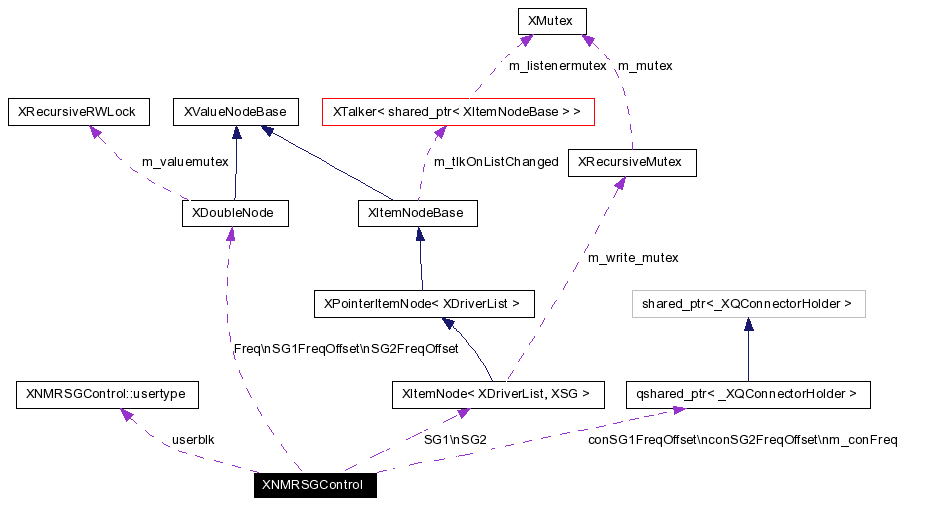 XMutex
m_listenermutex
m_mutex
XRecursiveRWLock
XValueNodeBase
XTalker< shared_ptr< XItemNodeBase > >
m_valuemutex
m_tlkOnListChanged
XRecursiveMutex
XDoubleNode
XItemNodeBase
m_write_mutex
XPointerItemNode< XDriverList >
shared_ptr< _XQConnectorHolder >
Freq\nSG1FreqOffset\nSG2FreqOffset
XNMRSGControl::usertype
XItemNode< XDriverList, XSG >
qshared_ptr< _XQConnectorHolder >
userblk
SG1\nSG2
conSG1FreqOffset\nconSG2FreqOffset\nm_conFreq
XNMRSGControl